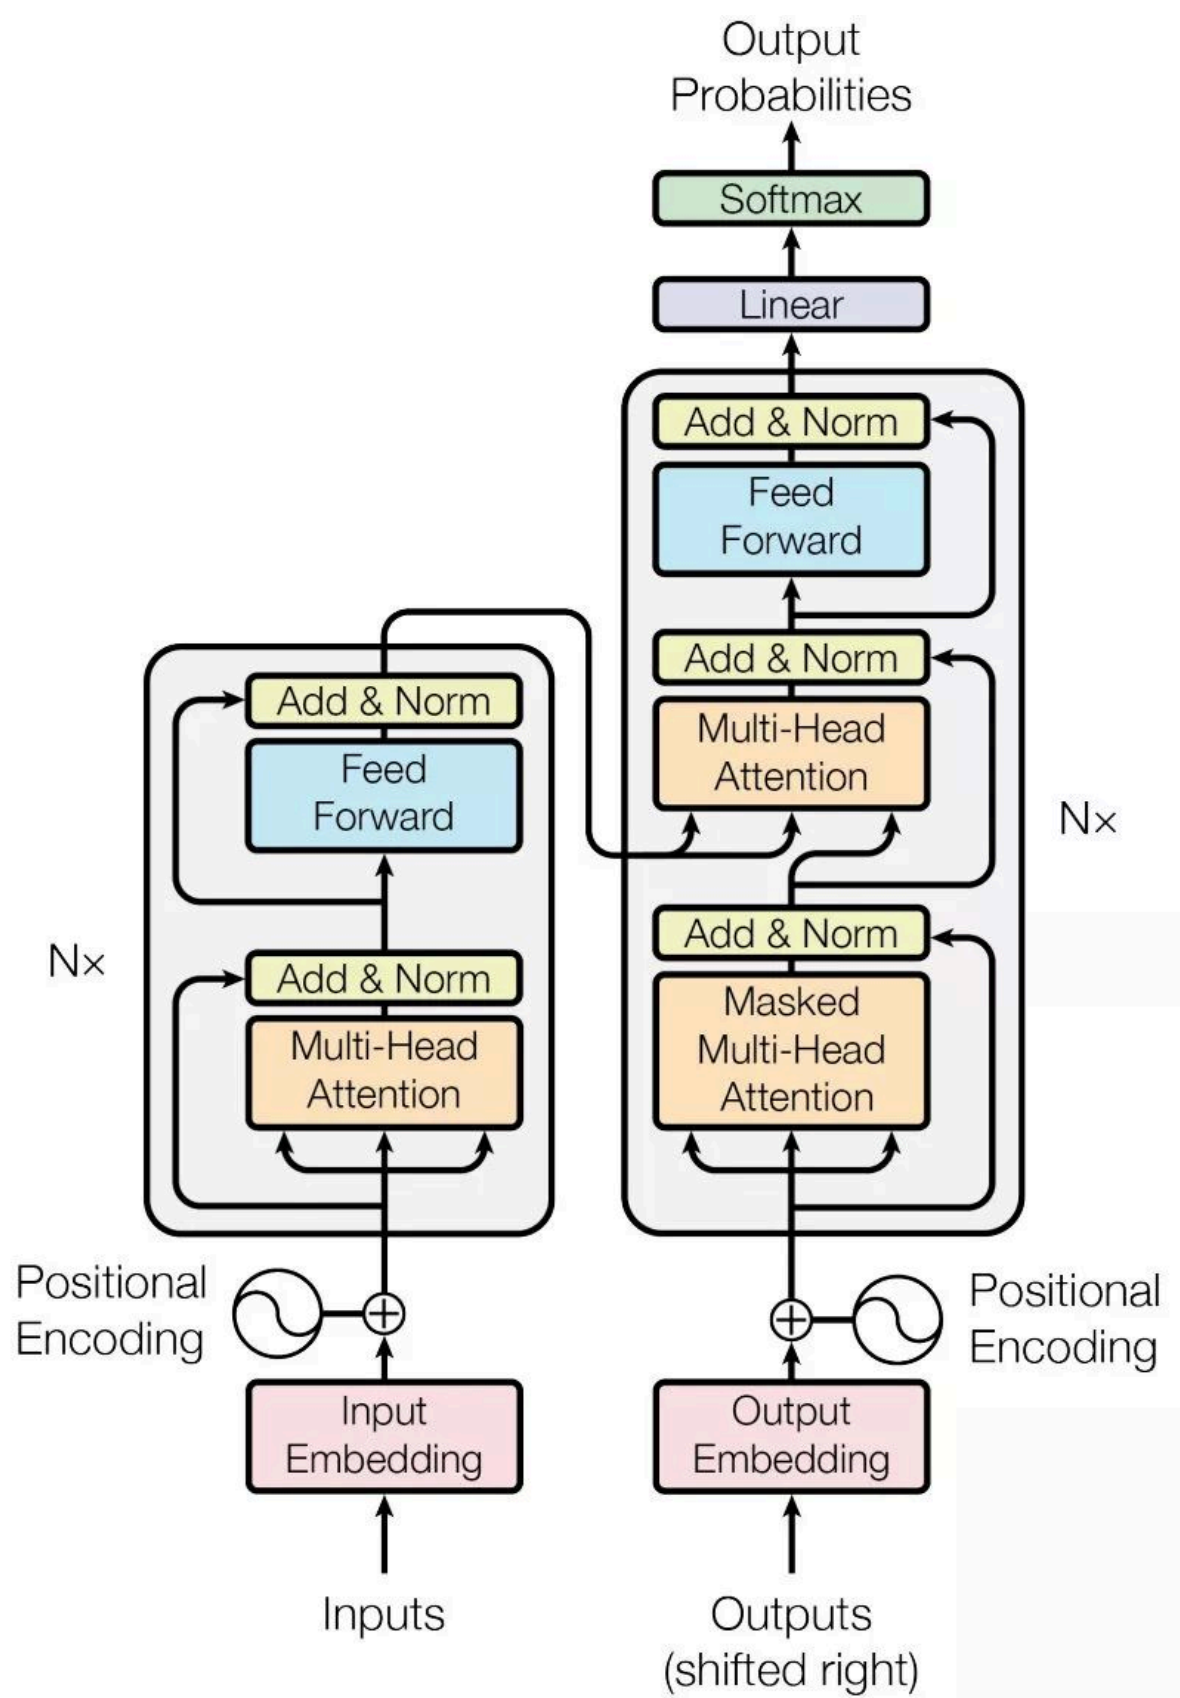 Output
Probabilities
Softmax
Linear
Add & Norm
Feed
Forward
Add & Norm
Multi-Head
Attention
Nx
Add & Norm
Masked
Multi-Head
Attention
Add & Norm
Feed
Forward
Nx
Add & Norm
Multi-Head
Attention
Positional
Encoding
Positional
Encoding
Input
Embedding
Output
Embedding
Inputs
Outputs
(shifted right)